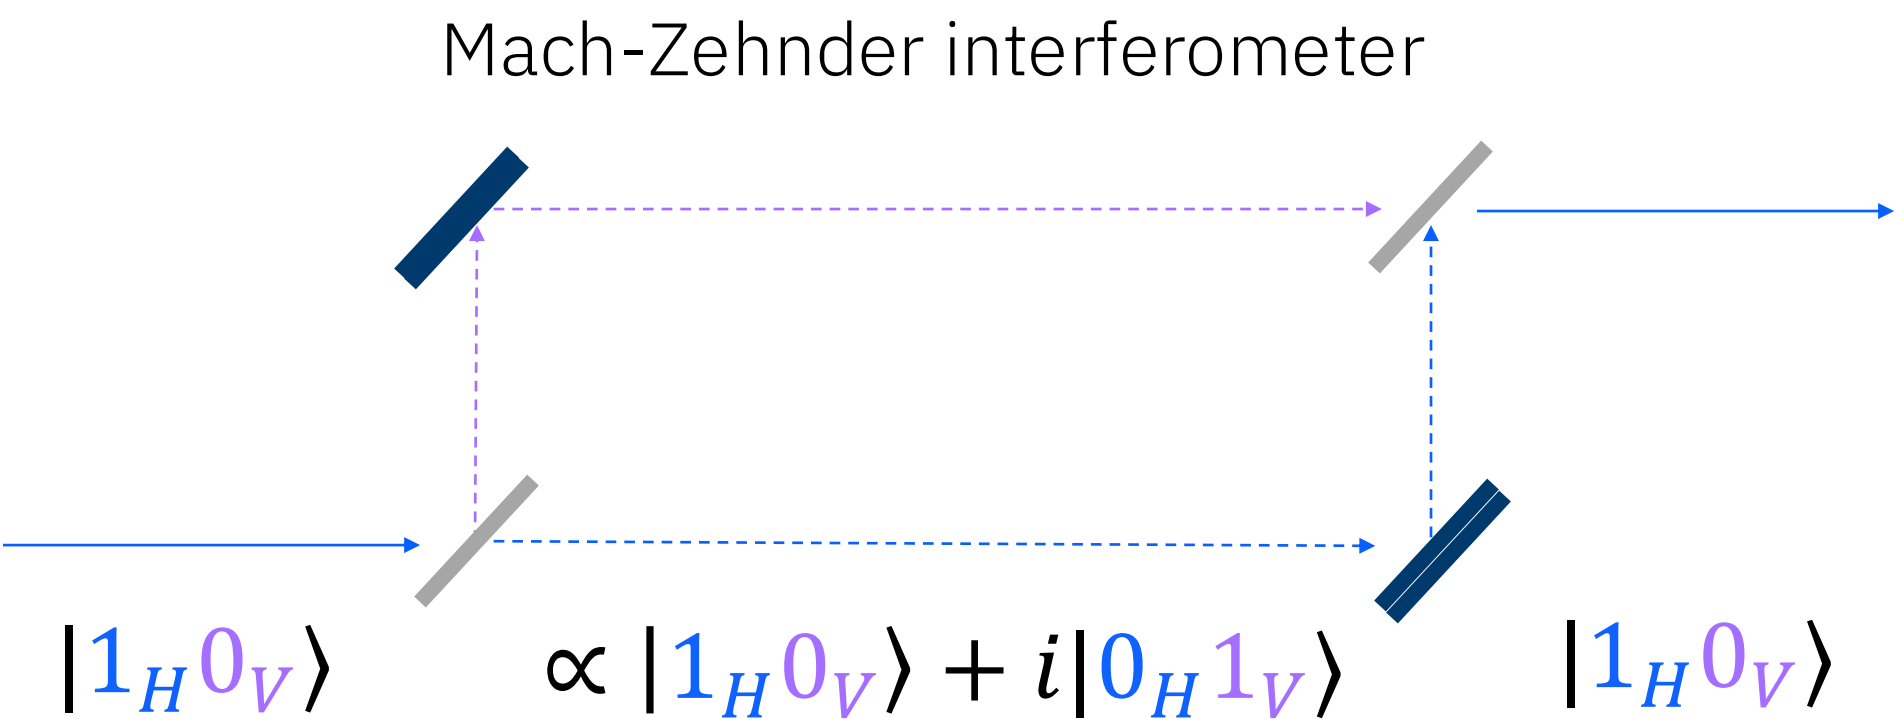 Mach-Zehnder interferometer
|1_H 0_V⟩
∝ |1_H 0_V⟩ + i|0_H 1_V⟩
|1_H 0_V⟩